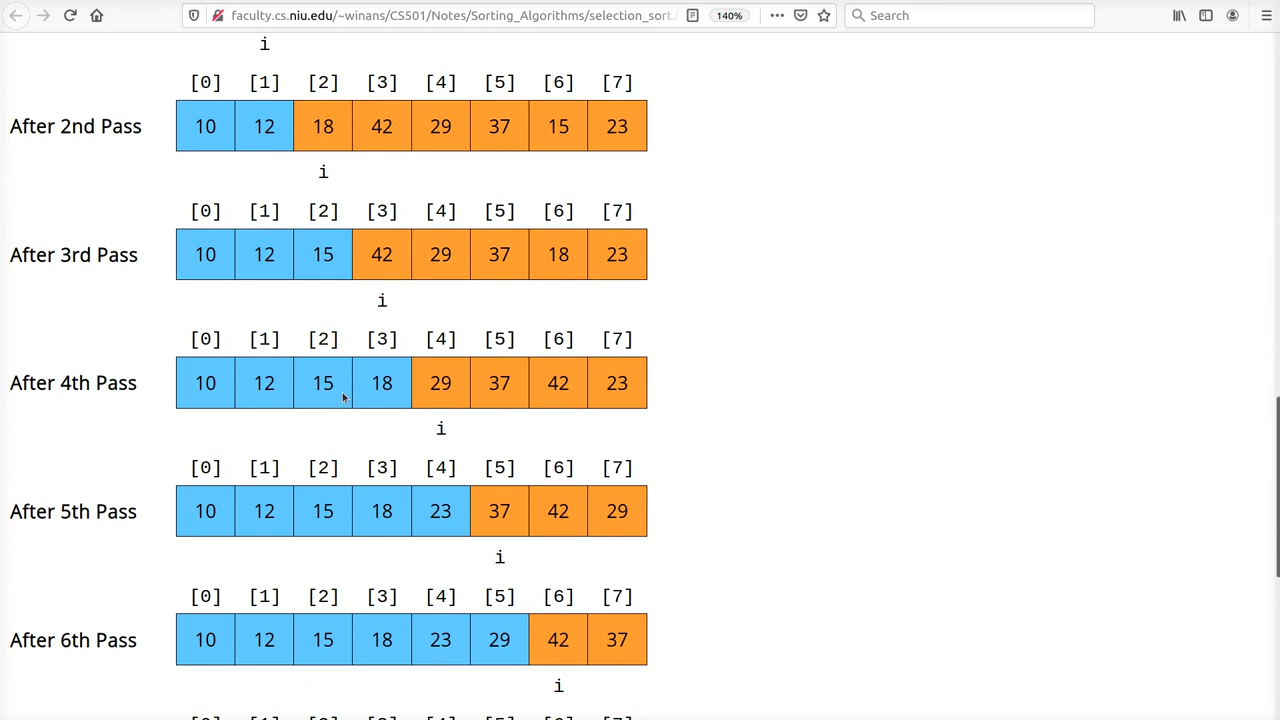 faculty.cs.niu.edu/~winans/CS501/Notes/Sorting_Algorithms/selection_sort.
140%
Search
i
[0] [1] [2] [3] [4] [5] [6] [7]
After 2nd Pass 10 12 18 42 29 37 15 23
i
[0] [1] [2] [3] [4] [5] [6] [7]
After 3rd Pass 10 12 15 42 29 37 18 23
i
[0] [1] [2] [3] [4] [5] [6] [7]
After 4th Pass 10 12 15 18 29 37 42 23
i
[0] [1] [2] [3] [4] [5] [6] [7]
After 5th Pass 10 12 15 18 23 37 42 29
i
[0] [1] [2] [3] [4] [5] [6] [7]
After 6th Pass 10 12 15 18 23 29 42 37
i